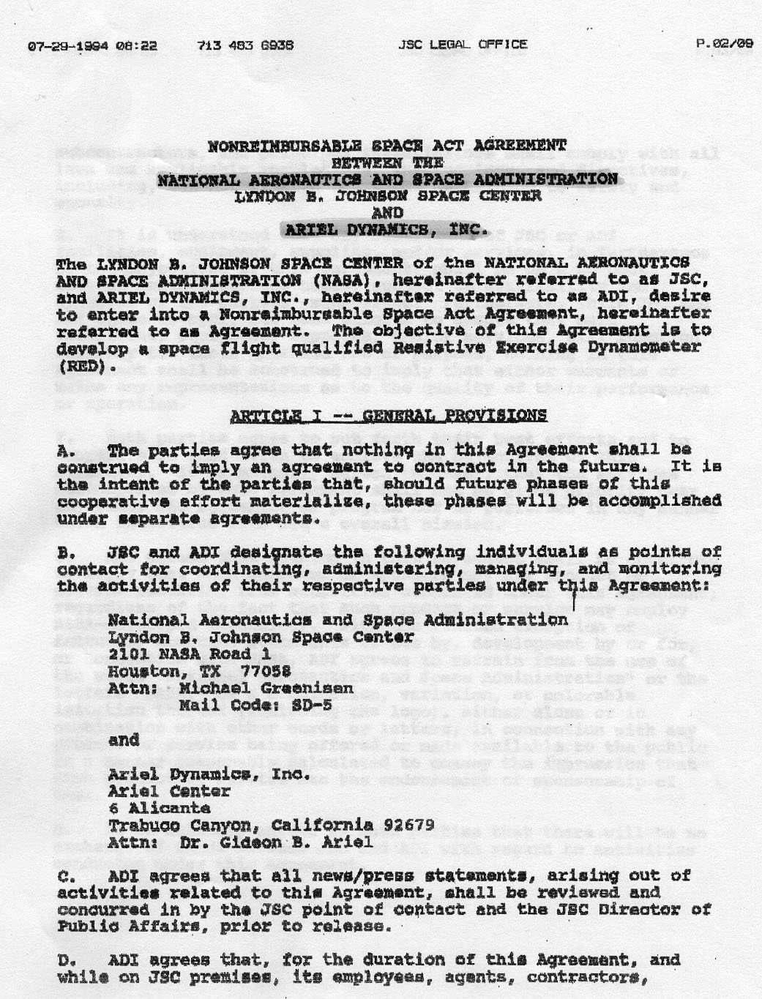 07-29-1994 08:22 713 483 6936 JSC LEGAL OFFICE P.02/09
NONREIMBURSABLE SPACE ACT AGREEMENT
BETWEEN THE
NATIONAL AERONAUTICS AND SPACE ADMINISTRATION
LYNDON B. JOHNSON SPACE CENTER
AND
ARIEL DYNAMICS, INC.
The LYNDON B. JOHNSON SPACE CENTER of the NATIONAL AERONAUTICS
AND SPACE ADMINISTRATION (NASA), hereinafter referred to as JSC,
and ARIEL DYNAMICS, INC., hereinafter referred to as ADI, desire
to enter into a Nonreimbursable Space Act Agreement, hereinafter
referred to as Agreement. The objective of this Agreement is to
develop a space flight qualified Resistive Exercise Dynamometer
(RED).
ARTICLE I -- GENERAL PROVISIONS
A. The parties agree that nothing in this Agreement shall be
construed to imply an agreement to contract in the future. It is
the intent of the parties that, should future phases of this
cooperative effort materialize, these phases will be accomplished
under separate agreements.
B. JSC and ADI designate the following individuals as points of
contact for coordinating, administering, managing, and monitoring
the activities of their respective parties under this Agreement:
National Aeronautics and Space Administration
Lyndon B. Johnson Space Center
2101 NASA Road 1
Houston, TX 77058
Attn: Michael Greenisen
Mail Code: SD-5
and
Ariel Dynamics, Inc.
Ariel Center
6 Alicante
Trabuco Canyon, California 92679
Attn: Dr. Gideon B. Ariel
C. ADI agrees that all news/press statements, arising out of
activities related to this Agreement, shall be reviewed and
concurred in by the JSC point of contact and the JSC Director of
Public Affairs, prior to release.
D. ADI agrees that, for the duration of this Agreement, and
while on JSC premises, its employees, agents, contractors,